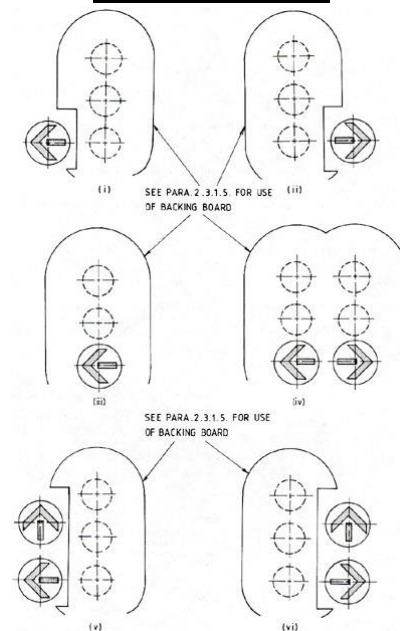 (i)
(ii)
SEE PARA.2.3.1.5. FOR USE
OF BACKING BOARD
(iii)
(iv)
SEE PARA.2.3.1.5. FOR USE
OF BACKING BOARD
(v)
(vi)